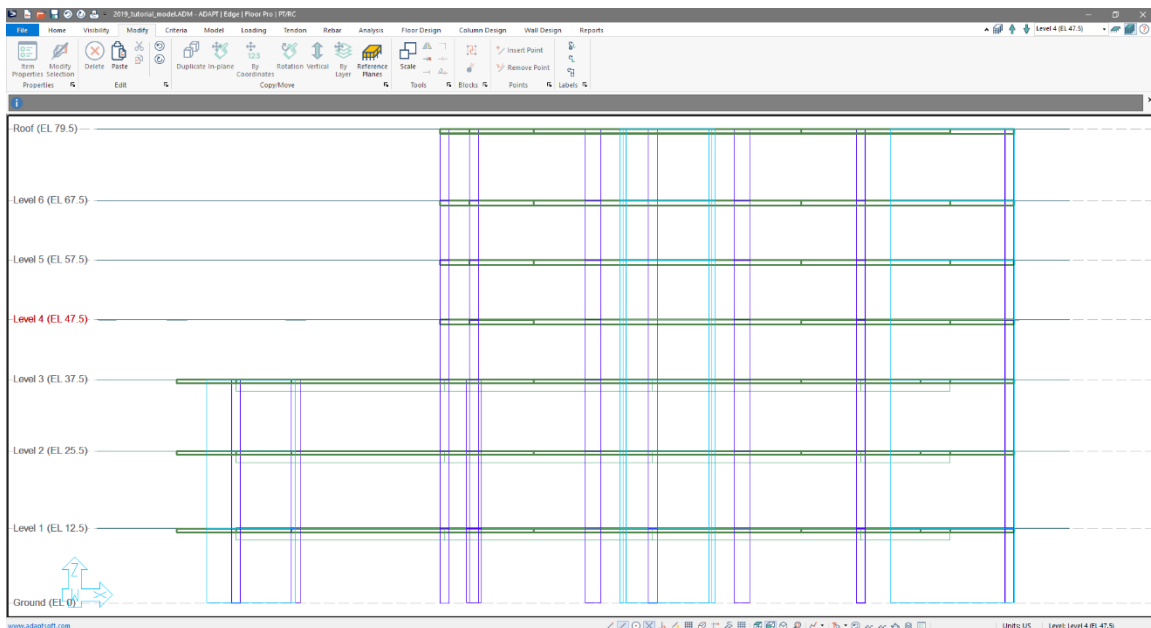 2019_tutorial_model.ADM - ADAPT | Edge | Floor Pro | PT/RC
File Home Visibility Modify Criteria Model Loading Tendon Rebar Analysis Floor Design Column Design Wall Design Reports
Level 4 (EL 47.5)
Item Properties
Modify Selection
Delete
Paste
Duplicate
In-plane
By Coordinates
Rotation
Vertical
By Layer
Reference Planes
Scale
Insert Point
Remove Point
Properties Edit Copy/Move Tools Blocks Points Labels
Roof (EL 79.5)
Level 6 (EL 67.5)
Level 5 (EL 57.5)
Level 4 (EL 47.5)
Level 3 (EL 37.5)
Level 2 (EL 25.5)
Level 1 (EL 12.5)
Z
X
Ground (EL 0)
www.adaptsoft.com
Units: US Level: Level 4 (EL 47.5)